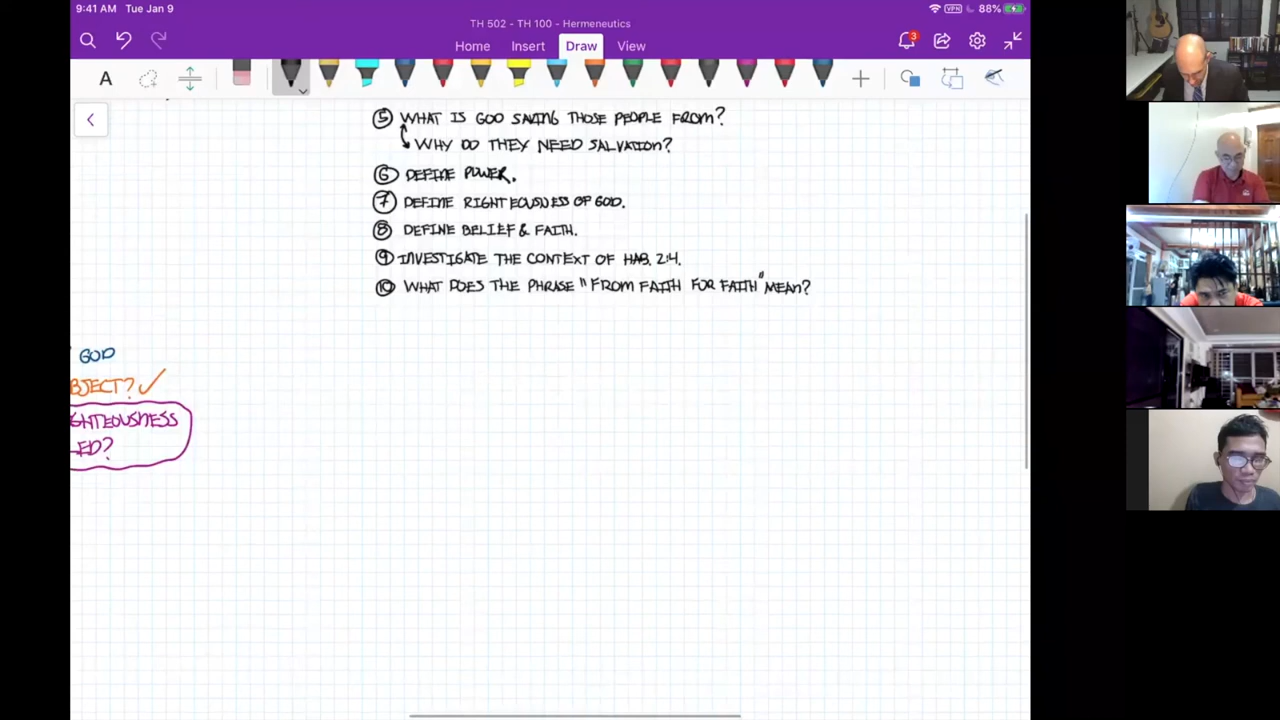 9:41 AM Tue Jan 9
88%
TH 502 - TH 100 - Hermeneutics
Home Insert Draw View
3
A
⑤ WHAT IS GOD SAVING THOSE PEOPLE FROM?
WHY DO THEY NEED SALVATION?
⑥ DEFINE POWER.
⑦ DEFINE RIGHTEOUSNESS OF GOD.
⑧ DEFINE BELIEF & FAITH.
⑨ INVESTIGATE THE CONTEXT OF HAB. 2:4.
⑩ WHAT DOES THE PHRASE "FROM FAITH FOR FAITH" MEAN?
GOD
BJECT? ✓
GHTEOUSNESS
ED?